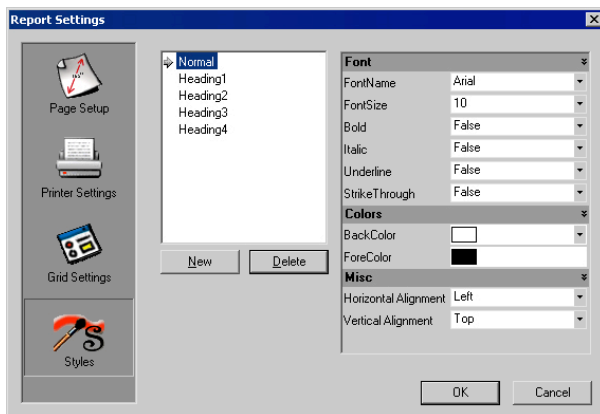 Report Settings
Page Setup
Printer Settings
Grid Settings
Styles
Normal
Heading1
Heading2
Heading3
Heading4
New
Delete
Font
FontName Arial
FontSize 10
Bold False
Italic False
Underline False
StrikeThrough False
Colors
BackColor
ForeColor
Misc
Horizontal Alignment Left
Vertical Alignment Top
OK
Cancel